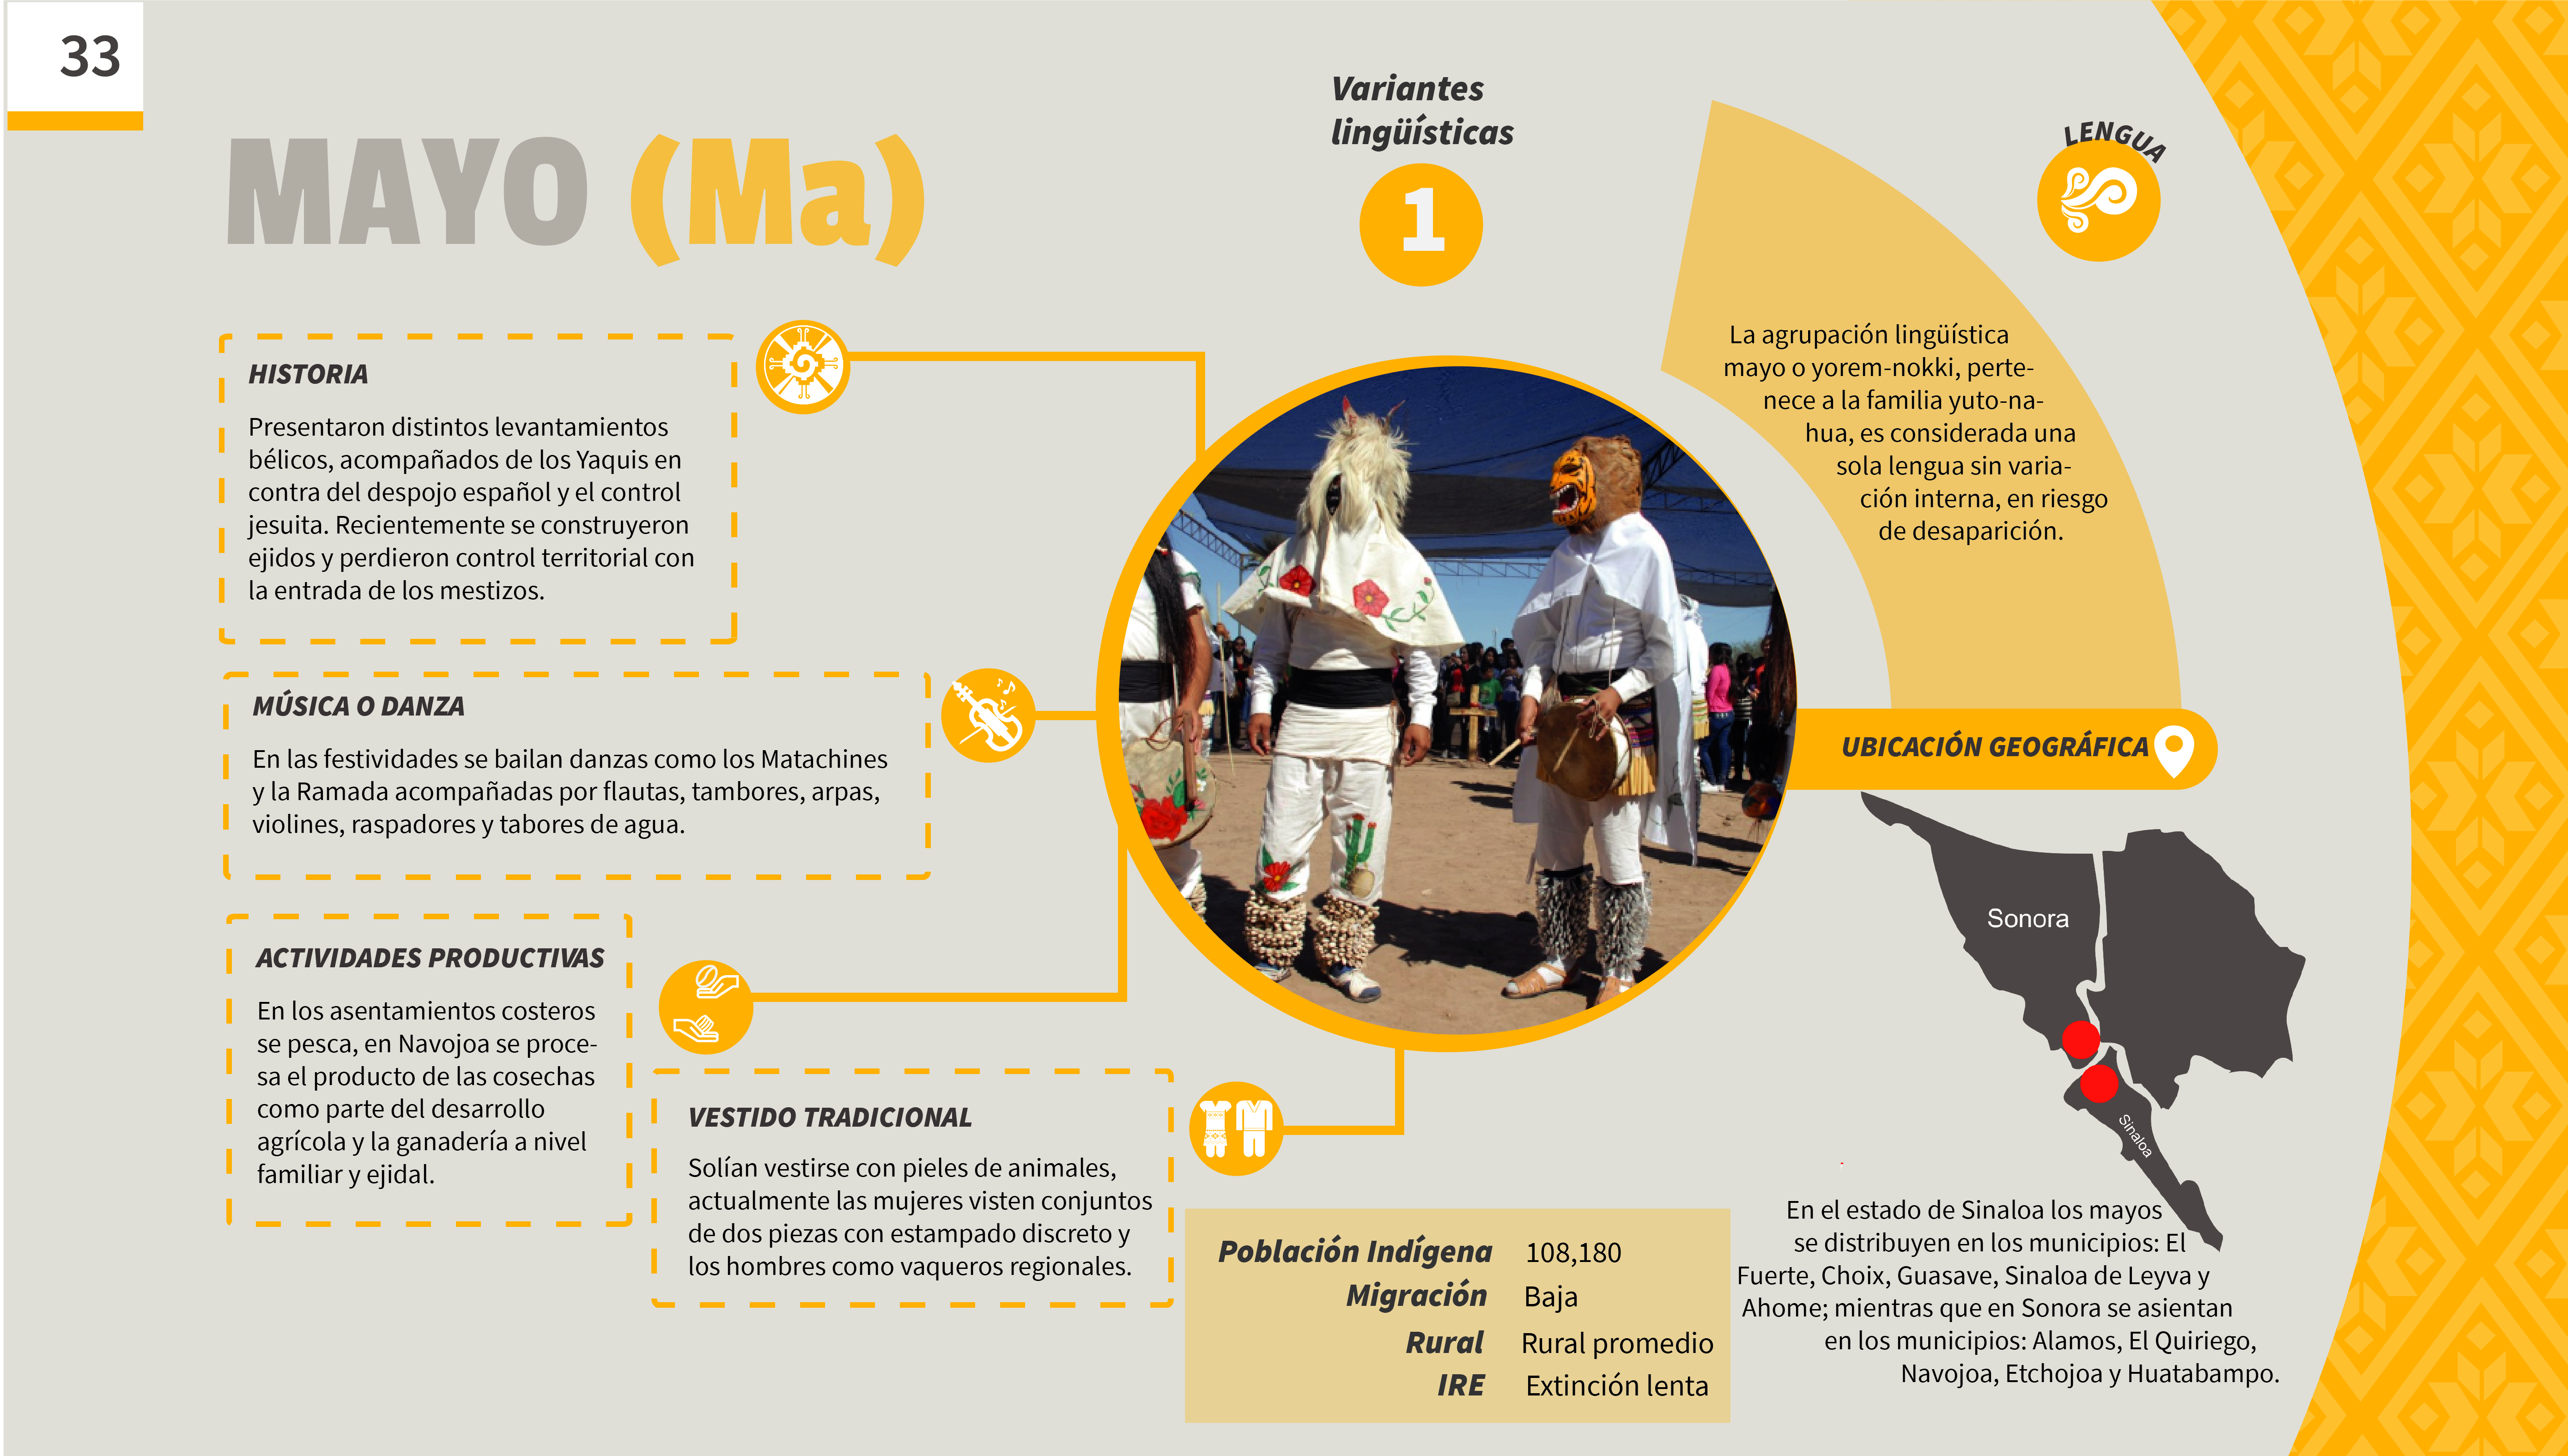 33
MAYO (Ma)
Variantes
lingüísticas
1
LENGUA
La agrupación lingüística
mayo o yorem-nokki, perte-
nece a la familia yuto-na-
hua, es considerada una
sola lengua sin varia-
ción interna, en riesgo
de desaparición.
HISTORIA
Presentaron distintos levantamientos
bélicos, acompañados de los Yaquis en
contra del despojo español y el control
jesuita. Recientemente se construyeron
ejidos y perdieron control territorial con
la entrada de los mestizos.
MÚSICA O DANZA
En las festividades se bailan danzas como los Matachines
y la Ramada acompañadas por flautas, tambores, arpas,
violines, raspadores y tabores de agua.
ACTIVIDADES PRODUCTIVAS
En los asentamientos costeros
se pesca, en Navojoa se proce-
sa el producto de las cosechas
como parte del desarrollo
agrícola y la ganadería a nivel
familiar y ejidal.
VESTIDO TRADICIONAL
Solían vestirse con pieles de animales,
actualmente las mujeres visten conjuntos
de dos piezas con estampado discreto y
los hombres como vaqueros regionales.
Población Indígena 108,180
Migración Baja
Rural Rural promedio
IRE Extinción lenta
UBICACIÓN GEOGRÁFICA
Sonora
Sinaloa
En el estado de Sinaloa los mayos
se distribuyen en los municipios: El
Fuerte, Choix, Guasave, Sinaloa de Leyva y
Ahome; mientras que en Sonora se asientan
en los municipios: Alamos, El Quiriego,
Navojoa, Etchojoa y Huatabampo.